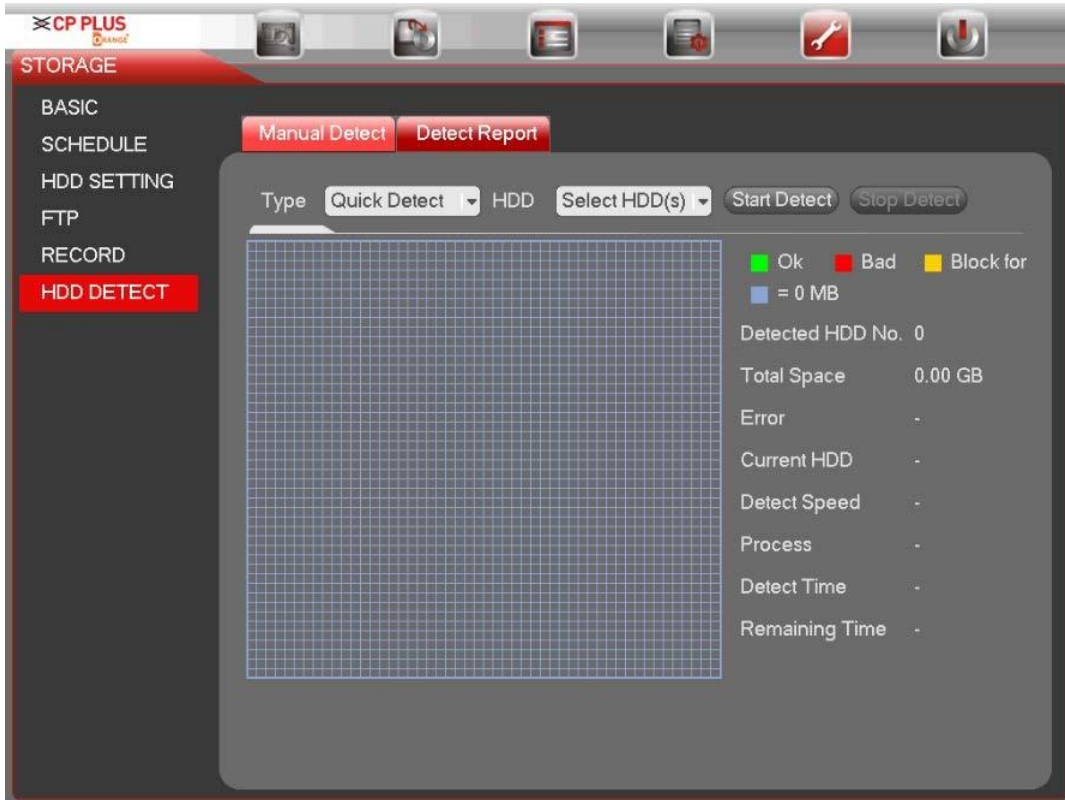 CP PLUS
ORANGE
STORAGE
BASIC
SCHEDULE
HDD SETTING
FTP
RECORD
HDD DETECT
Manual Detect Detect Report
Type Quick Detect HDD Select HDD(s) Start Detect Stop Detect
Ok Bad Block for
= 0 MB
Detected HDD No. 0
Total Space 0.00 GB
Error -
Current HDD -
Detect Speed -
Process -
Detect Time -
Remaining Time -